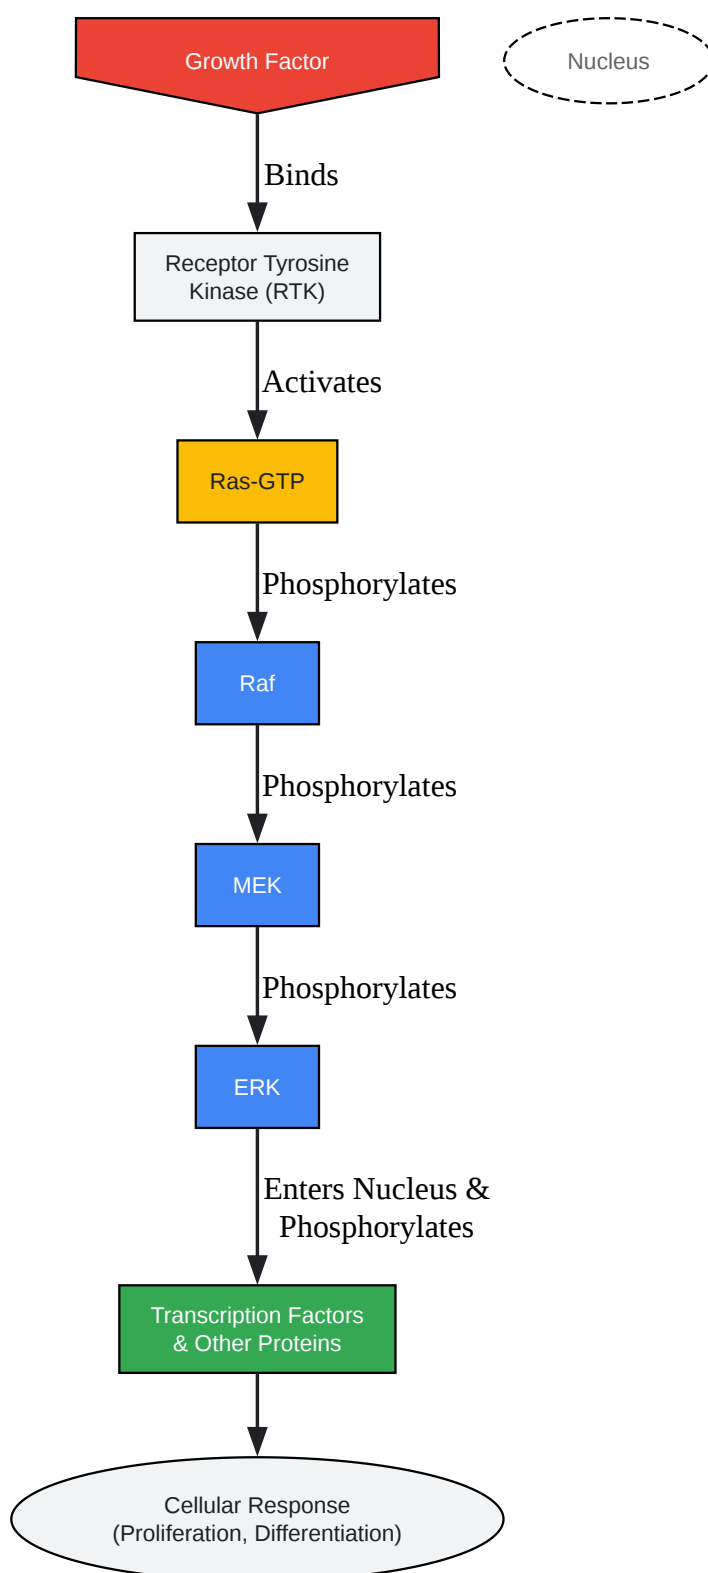 Growth Factor
Nucleus
Binds
Receptor Tyrosine
Kinase (RTK)
Activates
Ras-GTP
Phosphorylates
Raf
Phosphorylates
MEK
Phosphorylates
ERK
Enters Nucleus &
Phosphorylates
Transcription Factors
& Other Proteins
Cellular Response
(Proliferation, Differentiation)